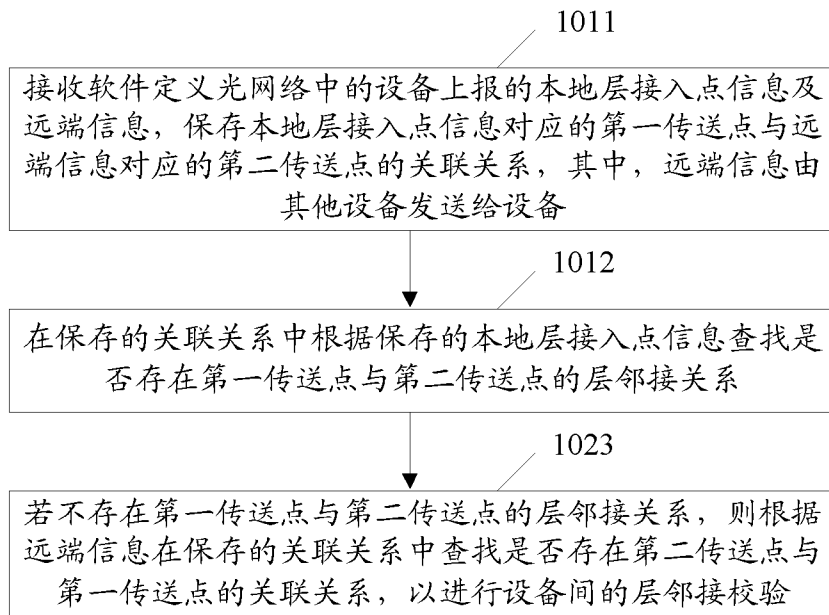 1011
接收软件定义光网络中的设备上报的本地层接入点信息及
远端信息，保存本地层接入点信息对应的第一传送点与远
端信息对应的第二传送点的关联关系，其中，远端信息由
其他设备发送给设备
1012
在保存的关联关系中根据保存的本地层接入点信息查找是
否存在第一传送点与第二传送点的层邻接关系
1023
若不存在第一传送点与第二传送点的层邻接关系，则根据
远端信息在保存的关联关系中查找是否存在第二传送点与
第一传送点的关联关系，以进行设备间的层邻接校验